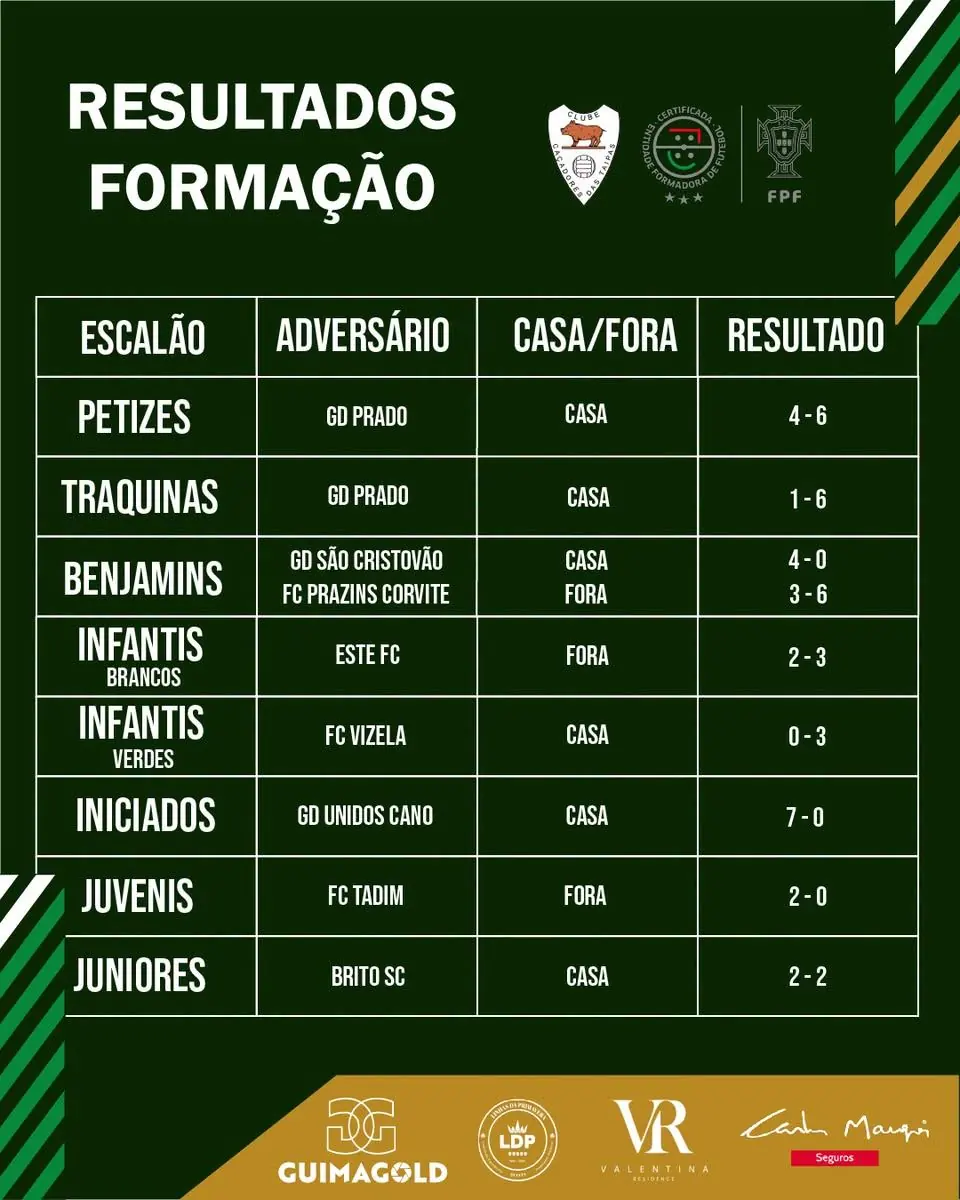 RESULTADOS
FORMAÇÃO
CLUBE
CAÇADORES DAS TAIPAS
CERTIFICADA
ENTIDADE FORMADORA DE FUTEBOL
FPF
ESCALÃO ADVERSÁRIO CASA/FORA RESULTADO
PETIZES GD PRADO CASA 4 - 6
TRAQUINAS GD PRADO CASA 1 - 6
BENJAMINS
GD SÃO CRISTOVÃO CASA 4 - 0
FC PRAZINS CORVITE FORA 3 - 6
INFANTIS
BRANCOS
ESTE FC FORA 2 - 3
INFANTIS
VERDES
FC VIZELA CASA 0 - 3
INICIADOS GD UNIDOS CANO CASA 7 - 0
JUVENIS FC TADIM FORA 2 - 0
JUNIORES BRITO SC CASA 2 - 2
GUIMAGOLD
LINHAS DA PRIMAVERA
LDP
VR
VALENTINA
RESIDENCE
Seguros